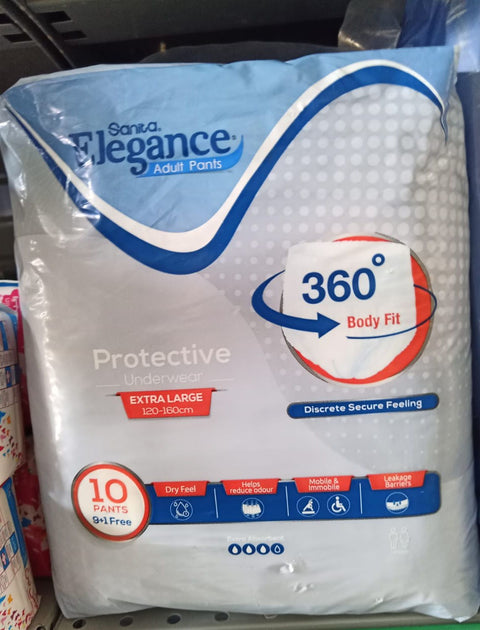 Sanita
Elegance
Adult Pants
360°
Body Fit
Protective
Underwear
EXTRA LARGE
120-160cm
Discrete Secure Feeling
10
PANTS
9+1 Free
Dry Feel
Helps
reduce odour
Mobile &
Immobile
Leakage
Barriers
Extra Absorbent